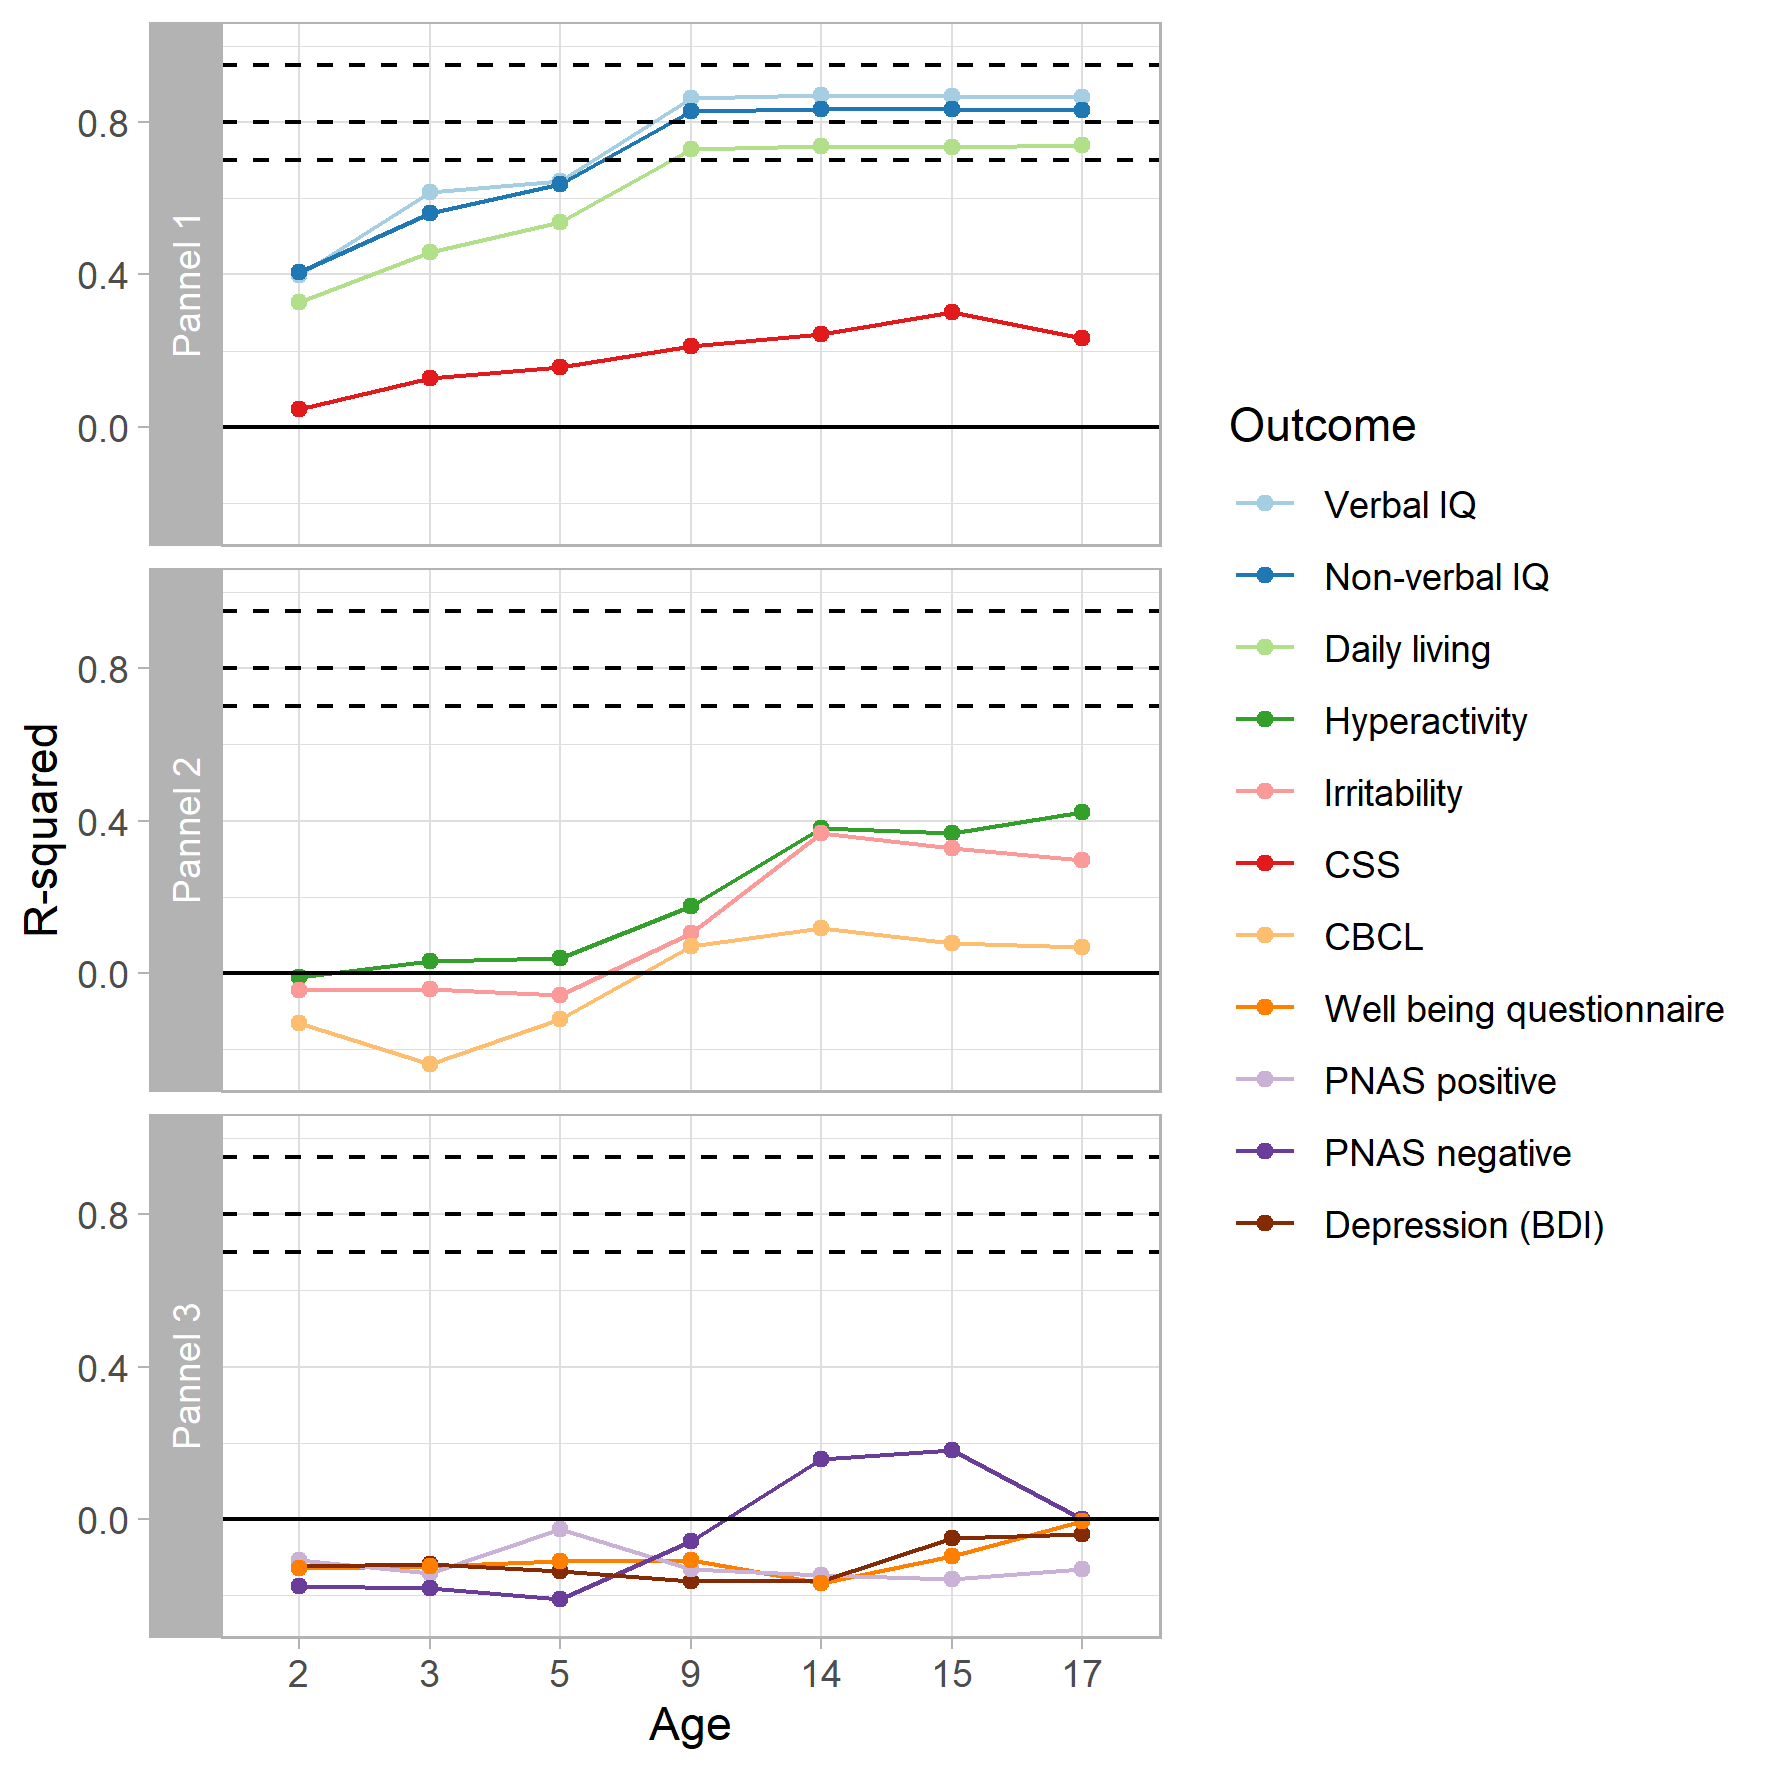 Pannel 1
0.8
0.4
0.0
Pannel 2
0.8
0.4
0.0
Pannel 3
0.8
0.4
0.0
R-squared
2 3 5 9 14 15 17
Age
Outcome
Verbal IQ
Non-verbal IQ
Daily living
Hyperactivity
Irritability
CSS
CBCL
Well being questionnaire
PNAS positive
PNAS negative
Depression (BDI)